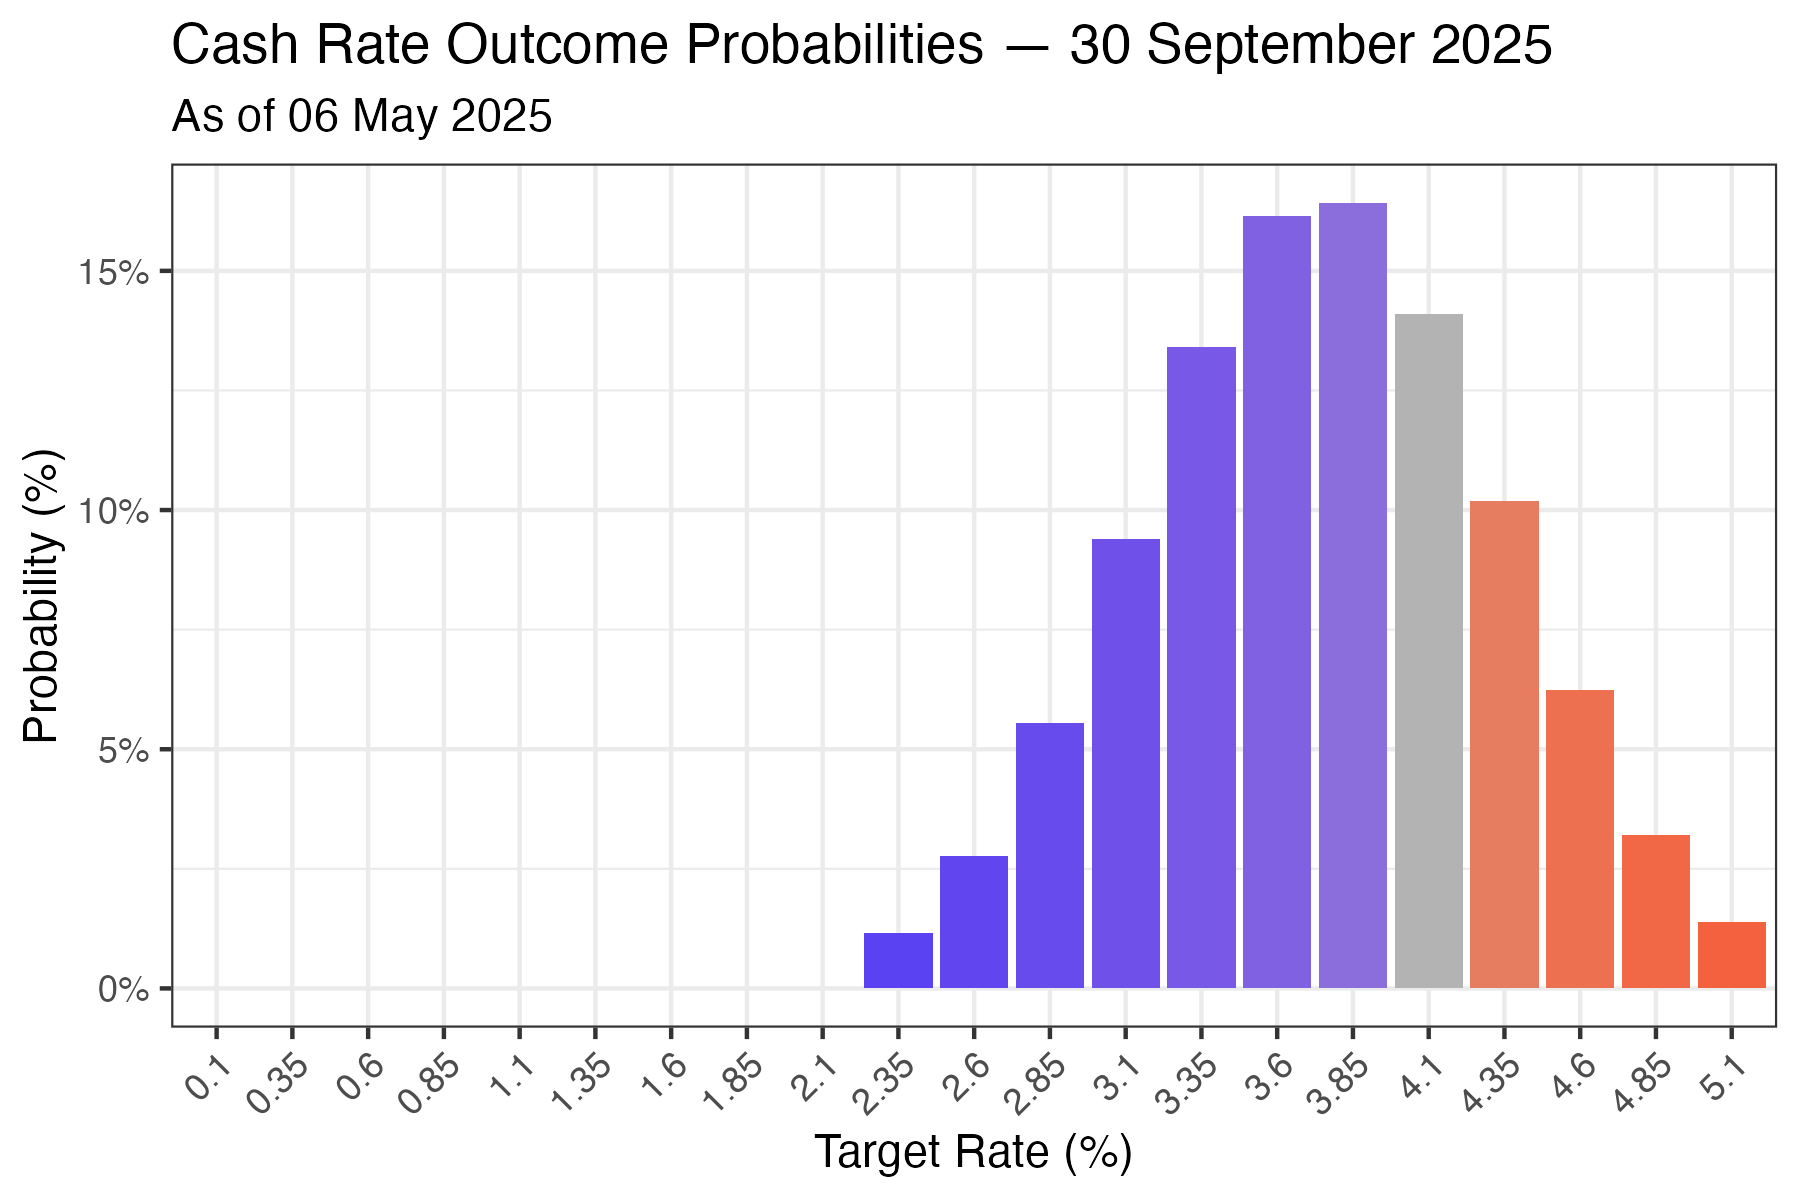 Cash Rate Outcome Probabilities — 30 September 2025
As of 06 May 2025
Probability (%)
15%
10%
5%
0%
0.1 0.35 0.6 0.85 1.1 1.35 1.6 1.85 2.1 2.35 2.6 2.85 3.1 3.35 3.6 3.85 4.1 4.35 4.6 4.85 5.1
Target Rate (%)